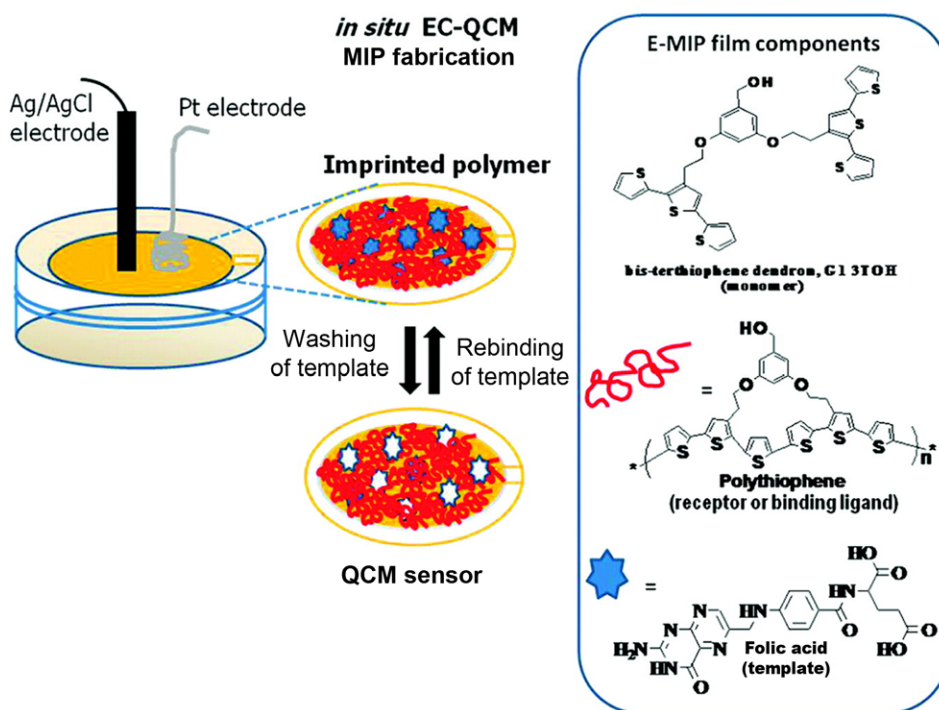 in situ EC-QCM
MIP fabrication
Ag/AgCl
electrode
Pt electrode
Imprinted polymer
Washing
of template
Rebinding
of template
QCM sensor
E-MIP film components
OH
O
O
S
S
S
S
S
S
bis-terthiophene dendron, G1 3TOH
(monomer)
HO
O
O
=
*
S
S
S
S
S
S
n
*
Polythiophene
(receptor or binding ligand)
=
HO
O
HN
O
HN
N
N
N
H2N
HN
O
O
HO
Folic acid
(template)